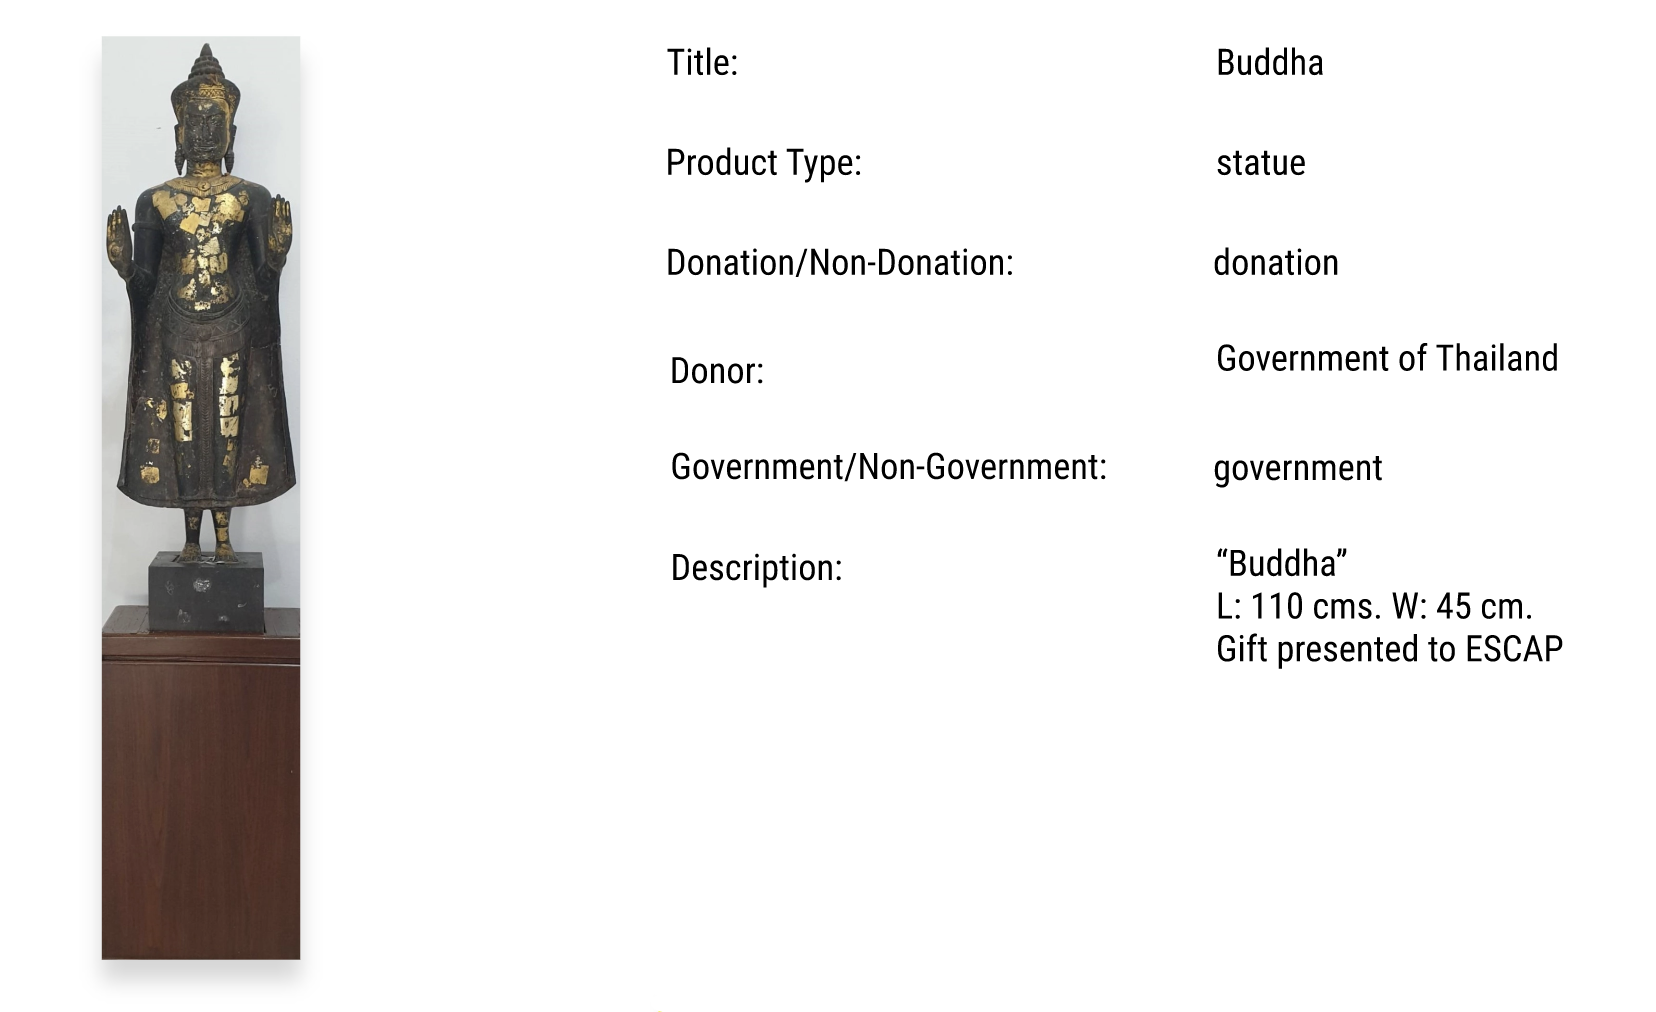 Title: Buddha
Product Type: statue
Donation/Non-Donation: donation
Donor: Government of Thailand
Government/Non-Government: government
Description: “Buddha”
L: 110 cms. W: 45 cm.
Gift presented to ESCAP